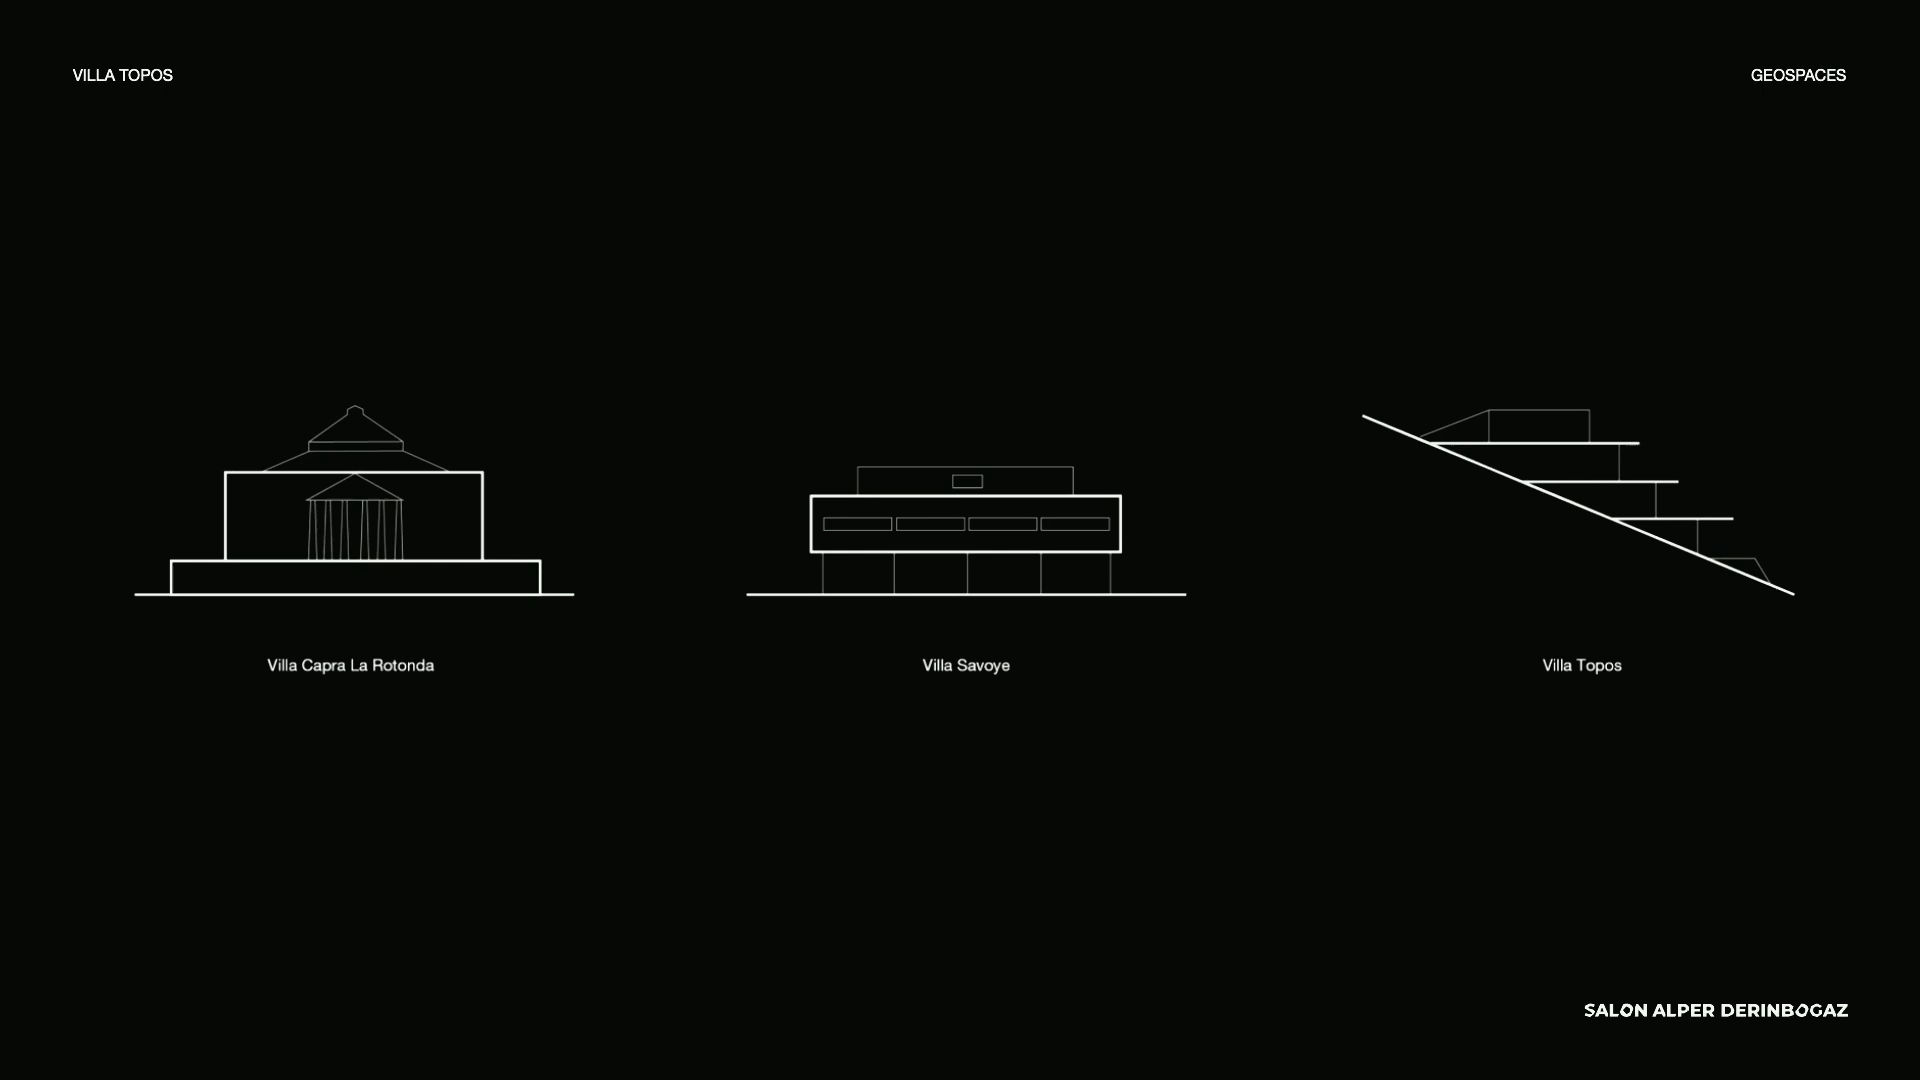 VILLA TOPOS
GEOSPACES
Villa Capra La Rotonda
Villa Savoye
Villa Topos
SALON ALPER DERINBOGAZ